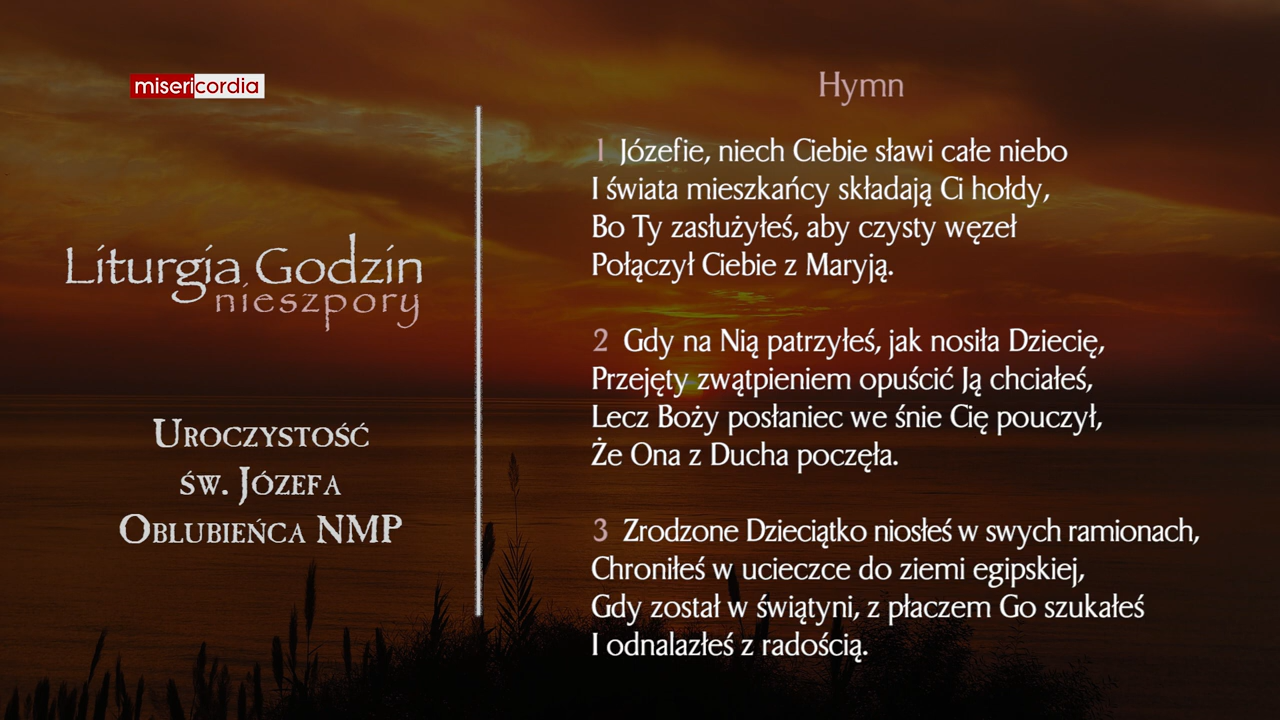 misericordia
Liturgia Godzin
nieszpory
Uroczystość
św. Józefa
Oblubieńca NMP
Hymn
1 Józefie, niech Ciebie sławi całe niebo
I świata mieszkańcy składają Ci hołdy,
Bo Ty zasłużyłeś, aby czysty węzeł
Połączył Ciebie z Maryją.
2 Gdy na Nią patrzyłeś, jak nosiła Dziecię,
Przejęty zwątpieniem opuścić Ją chciałeś,
Lecz Boży posłaniec we śnie Cię pouczył,
Że Ona z Ducha poczęła.
3 Zrodzone Dzieciątko niosłeś w swych ramionach,
Chroniłeś w ucieczce do ziemi egipskiej,
Gdy został w świątyni, z płaczem Go szukałeś
I odnalazłeś z radością.